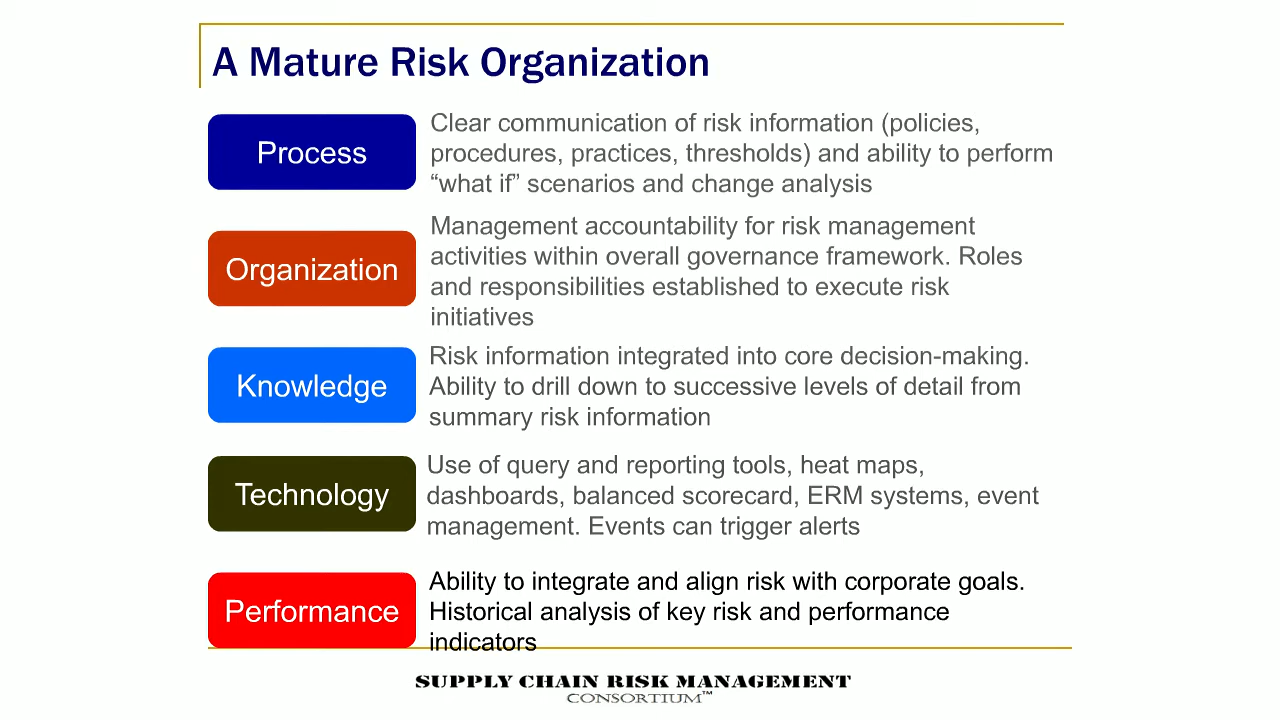 A Mature Risk Organization
Process
Clear communication of risk information (policies,
procedures, practices, thresholds) and ability to perform
“what if” scenarios and change analysis
Organization
Management accountability for risk management
activities within overall governance framework. Roles
and responsibilities established to execute risk
initiatives
Knowledge
Risk information integrated into core decision-making.
Ability to drill down to successive levels of detail from
summary risk information
Technology
Use of query and reporting tools, heat maps,
dashboards, balanced scorecard, ERM systems, event
management. Events can trigger alerts
Performance
Ability to integrate and align risk with corporate goals.
Historical analysis of key risk and performance
indicators
SUPPLY CHAIN RISK MANAGEMENT
CONSORTIUM™